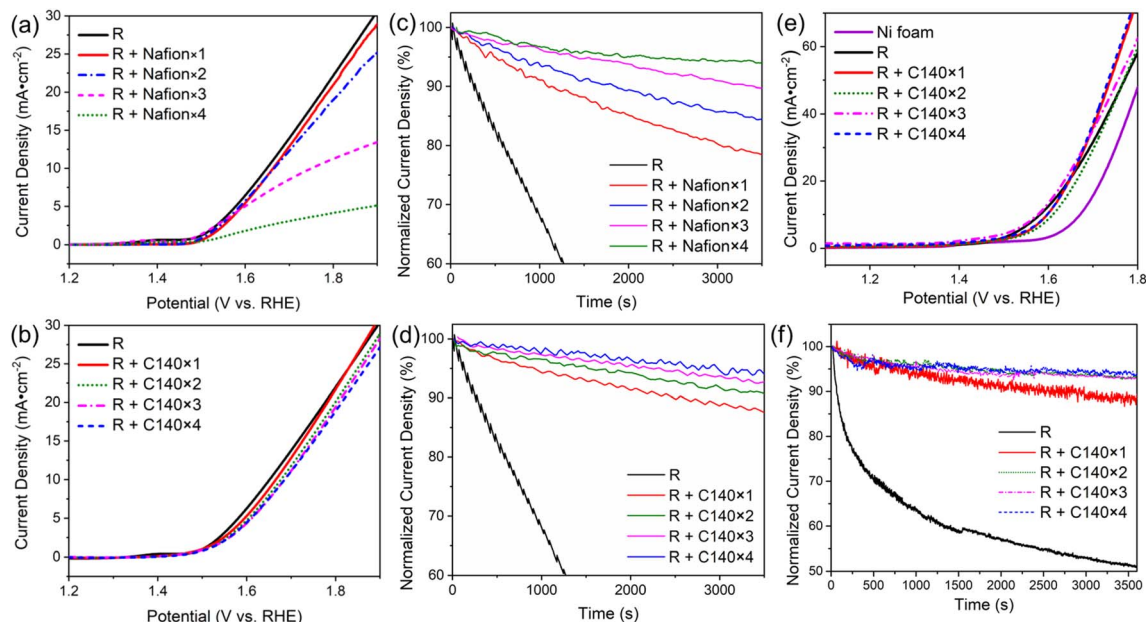 (a)
R
R + Nafion×1
R + Nafion×2
R + Nafion×3
R + Nafion×4
Current Density (mA•cm⁻²)
30
25
20
15
10
5
0
1.2
1.4
1.6
1.8
Potential (V vs. RHE)
(b)
R
R + C140×1
R + C140×2
R + C140×3
R + C140×4
Current Density (mA•cm⁻²)
30
25
20
15
10
5
0
1.2
1.4
1.6
1.8
Potential (V vs. RHE)
(c)
R
R + Nafion×1
R + Nafion×2
R + Nafion×3
R + Nafion×4
Normalized Current Density (%)
100
90
80
70
60
0
1000
2000
3000
Time (s)
(d)
R
R + C140×1
R + C140×2
R + C140×3
R + C140×4
Normalized Current Density (%)
100
90
80
70
60
0
1000
2000
3000
Time (s)
(e)
Ni foam
R
R + C140×1
R + C140×2
R + C140×3
R + C140×4
Current Density (mA•cm⁻²)
60
40
20
0
1.2
1.4
1.6
1.8
Potential (V vs. RHE)
(f)
R
R + C140×1
R + C140×2
R + C140×3
R + C140×4
Normalized Current Density (%)
100
90
80
70
60
50
0
500
1000
1500
2000
2500
3000
3500
Time (s)